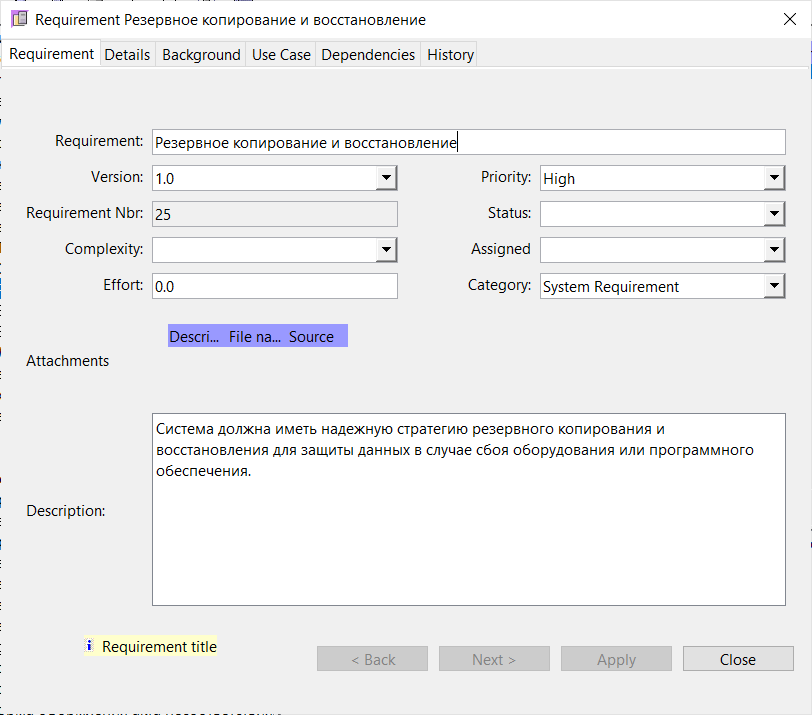 Requirement Резервное копирование и восстановление
Requirement Details Background Use Case Dependencies History
Requirement: Резервное копирование и восстановление
Version: 1.0 Priority: High
Requirement Nbr: 25 Status:
Complexity: Assigned
Effort: 0.0 Category: System Requirement
Descri... File na... Source
Attachments
Система должна иметь надежную стратегию резервного копирования и
восстановления для защиты данных в случае сбоя оборудования или программного
обеспечения.
Description:
Requirement title
< Back Next > Apply Close